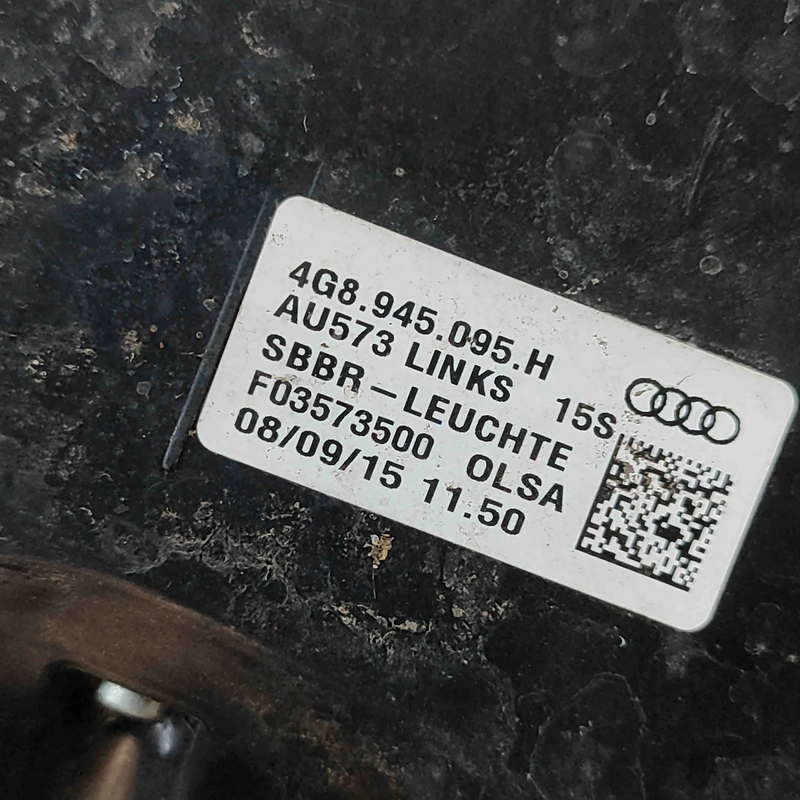 4G8.945.095.H
AU573 LINKS 15S
SBBR-LEUCHTE
F03573500 OLSA
08/09/15 11.50